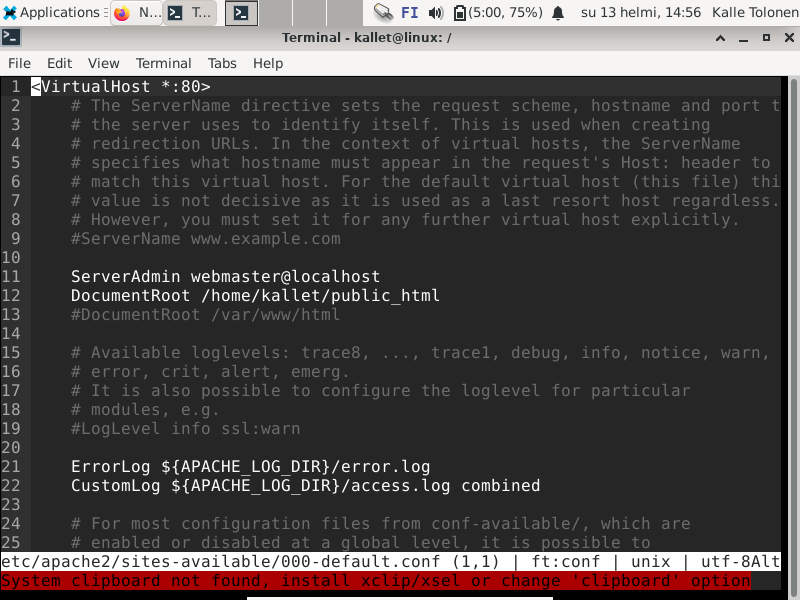 Applications N... T... FI (5:00, 75%) su 13 helmi, 14:56 Kalle Tolonen
Terminal - kallet@linux: /
File Edit View Terminal Tabs Help
1 <VirtualHost *:80>
2 # The ServerName directive sets the request scheme, hostname and port t
3 # the server uses to identify itself. This is used when creating
4 # redirection URLs. In the context of virtual hosts, the ServerName
5 # specifies what hostname must appear in the request's Host: header to
6 # match this virtual host. For the default virtual host (this file) thi
7 # value is not decisive as it is used as a last resort host regardless.
8 # However, you must set it for any further virtual host explicitly.
9 #ServerName www.example.com
10
11 ServerAdmin webmaster@localhost
12 DocumentRoot /home/kallet/public_html
13 #DocumentRoot /var/www/html
14
15 # Available loglevels: trace8, ..., trace1, debug, info, notice, warn,
16 # error, crit, alert, emerg.
17 # It is also possible to configure the loglevel for particular
18 # modules, e.g.
19 #LogLevel info ssl:warn
20
21 ErrorLog ${APACHE_LOG_DIR}/error.log
22 CustomLog ${APACHE_LOG_DIR}/access.log combined
23
24 # For most configuration files from conf-available/, which are
25 # enabled or disabled at a global level, it is possible to
etc/apache2/sites-available/000-default.conf (1,1) | ft:conf | unix | utf-8Alt
System clipboard not found, install xclip/xsel or change 'clipboard' option